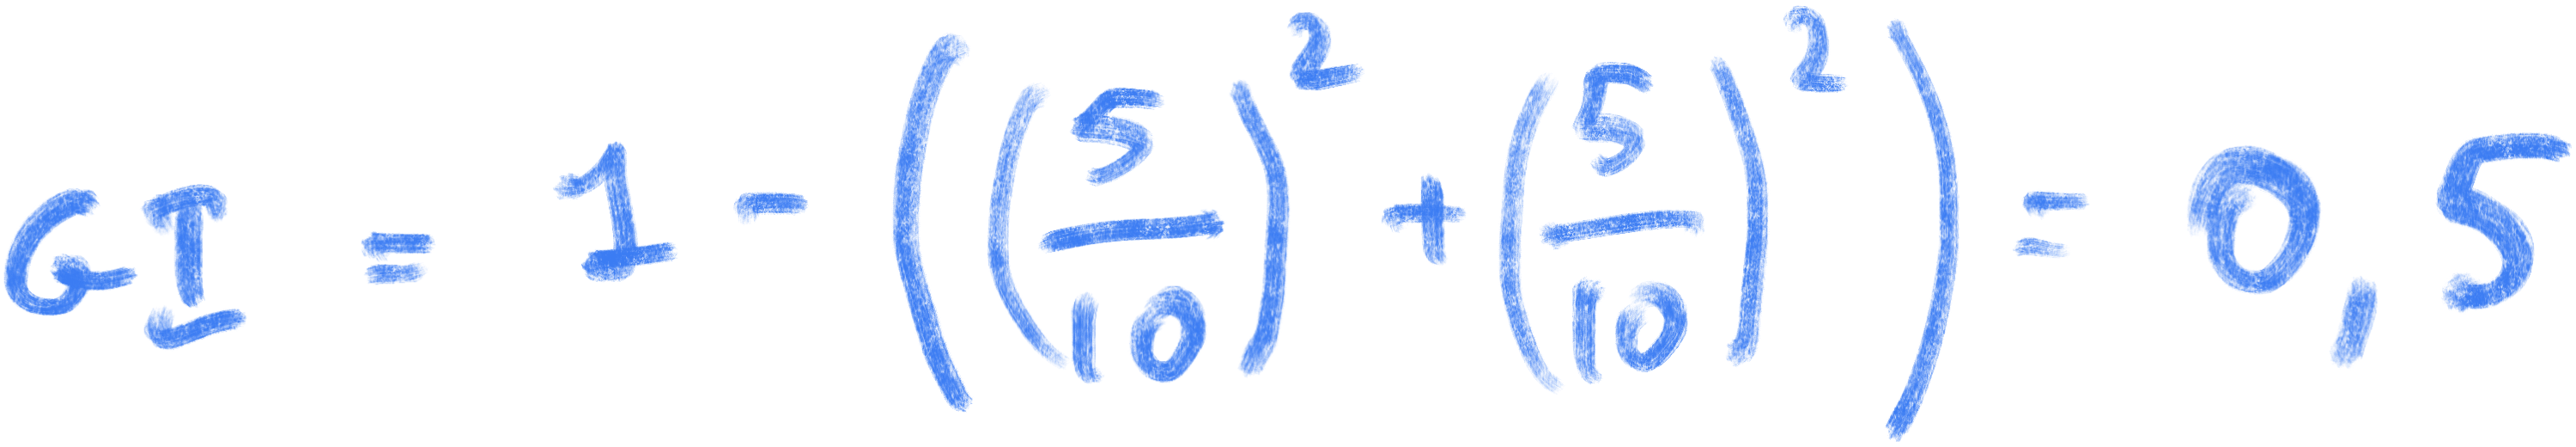 GI = 1 - ((5/10)² + (5/10)²) = 0,5